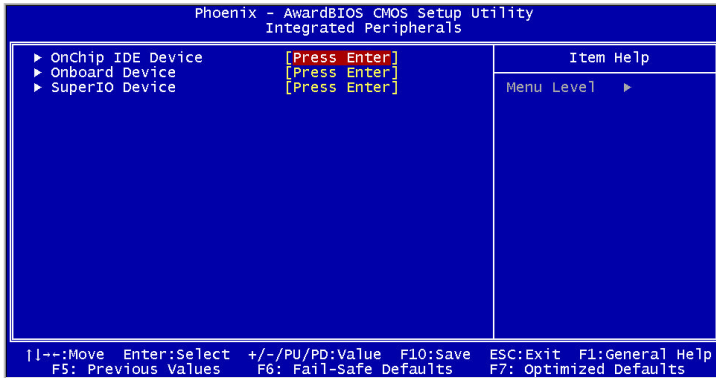 Phoenix - AwardBIOS CMOS Setup Utility
Integrated Peripherals
▶ OnChip IDE Device [Press Enter]
▶ Onboard Device [Press Enter]
▶ SuperIO Device [Press Enter]
Item Help
Menu Level ▶
↑↓→←:Move Enter:Select +/-/PU/PD:Value F10:Save ESC:Exit F1:General Help
F5: Previous Values F6: Fail-Safe Defaults F7: Optimized Defaults